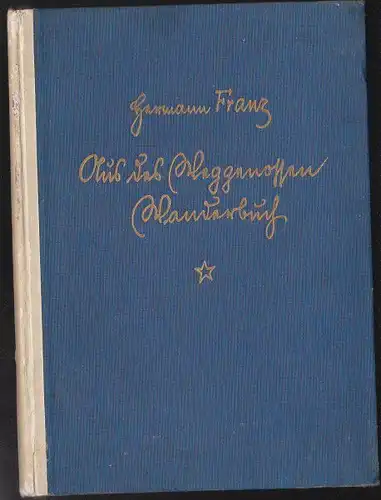 Hermann Franz
Aus des Weggenossen
Wanderbuch